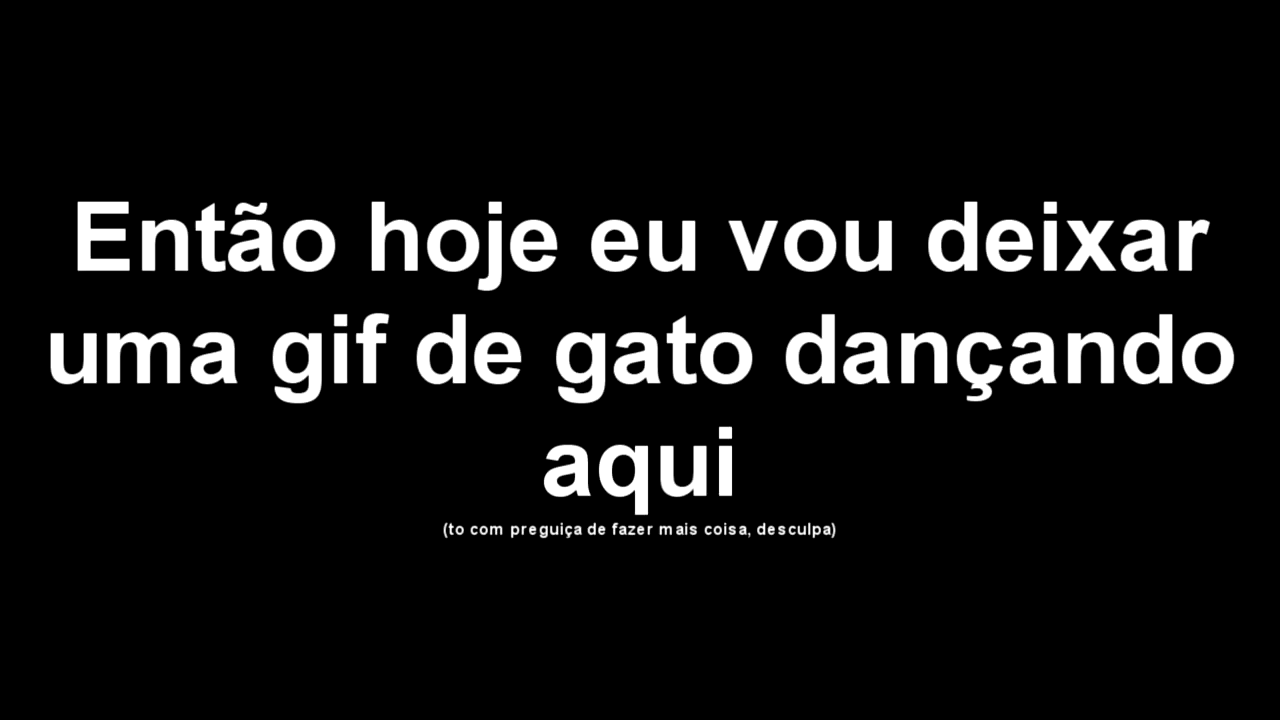 Então hoje eu vou deixar
uma gif de gato dançando
aqui
(to com preguiça de fazer mais coisa, desculpa)